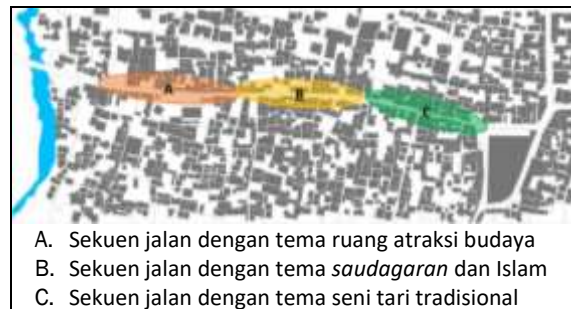 A
B
C
A. Sekuen jalan dengan tema ruang atraksi budaya
B. Sekuen jalan dengan tema saudagaran dan Islam
C. Sekuen jalan dengan tema seni tari tradisional